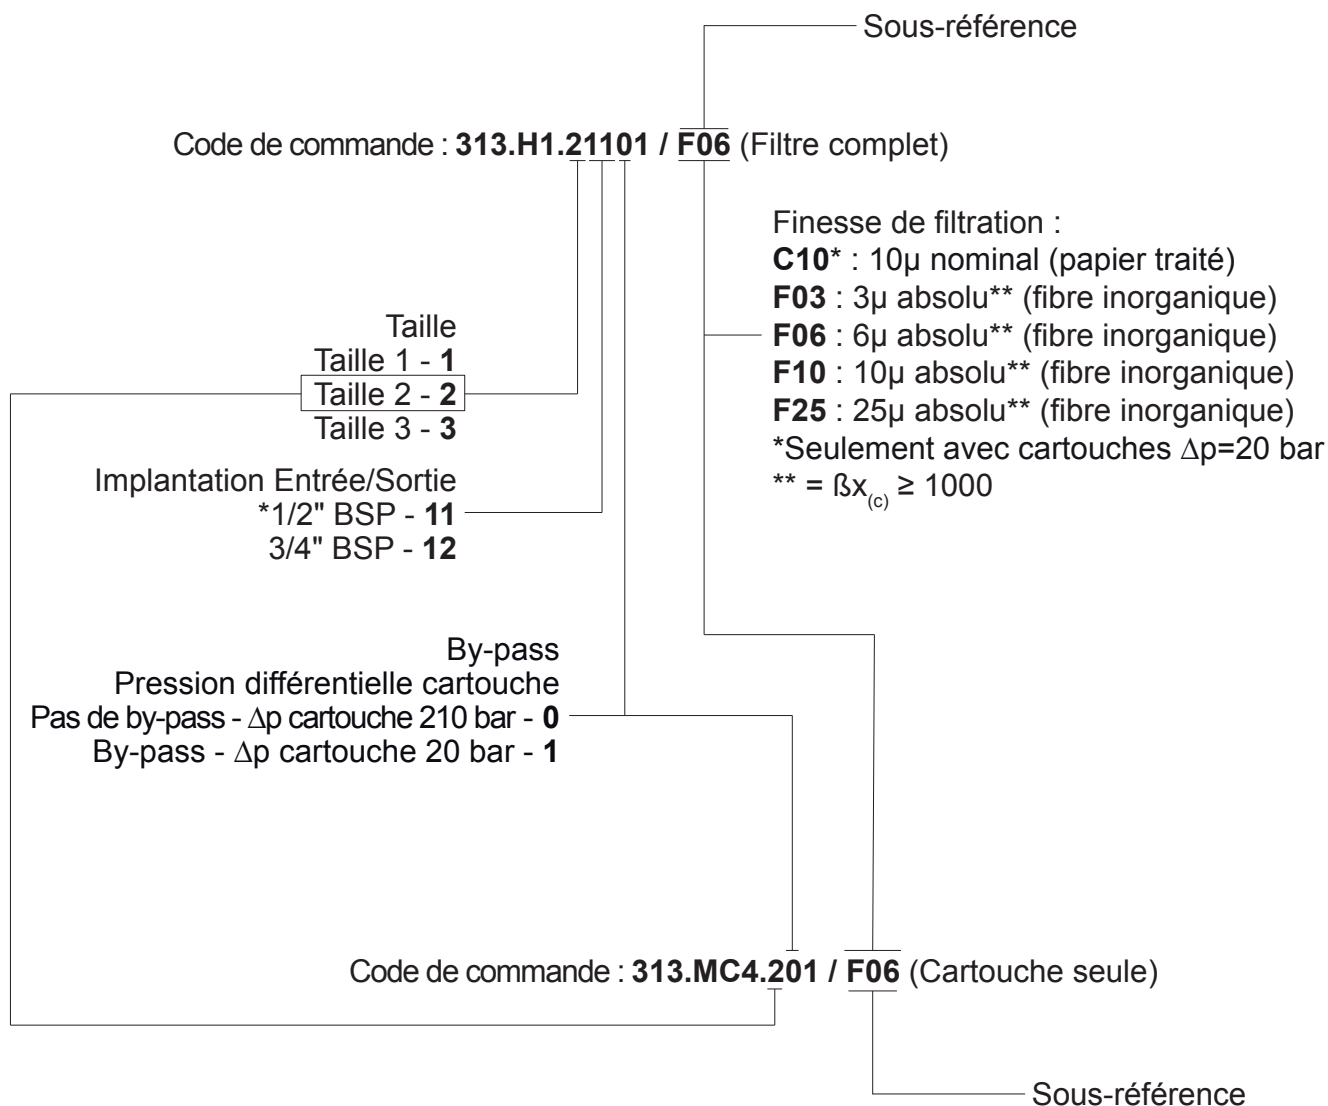 Sous-référence
Code de commande : 313.H1.21101 / F06 (Filtre complet)
Finesse de filtration :
C10* : 10µ nominal (papier traité)
F03 : 3µ absolu** (fibre inorganique)
F06 : 6µ absolu** (fibre inorganique)
F10 : 10µ absolu** (fibre inorganique)
F25 : 25µ absolu** (fibre inorganique)
*Seulement avec cartouches Δp=20 bar
** = ßx(c) ≥ 1000
Taille
Taille 1 - 1
Taille 2 - 2
Taille 3 - 3
Implantation Entrée/Sortie
*1/2" BSP - 11
3/4" BSP - 12
By-pass
Pression différentielle cartouche
Pas de by-pass - Δp cartouche 210 bar - 0
By-pass - Δp cartouche 20 bar - 1
Code de commande : 313.MC4.201 / F06 (Cartouche seule)
Sous-référence